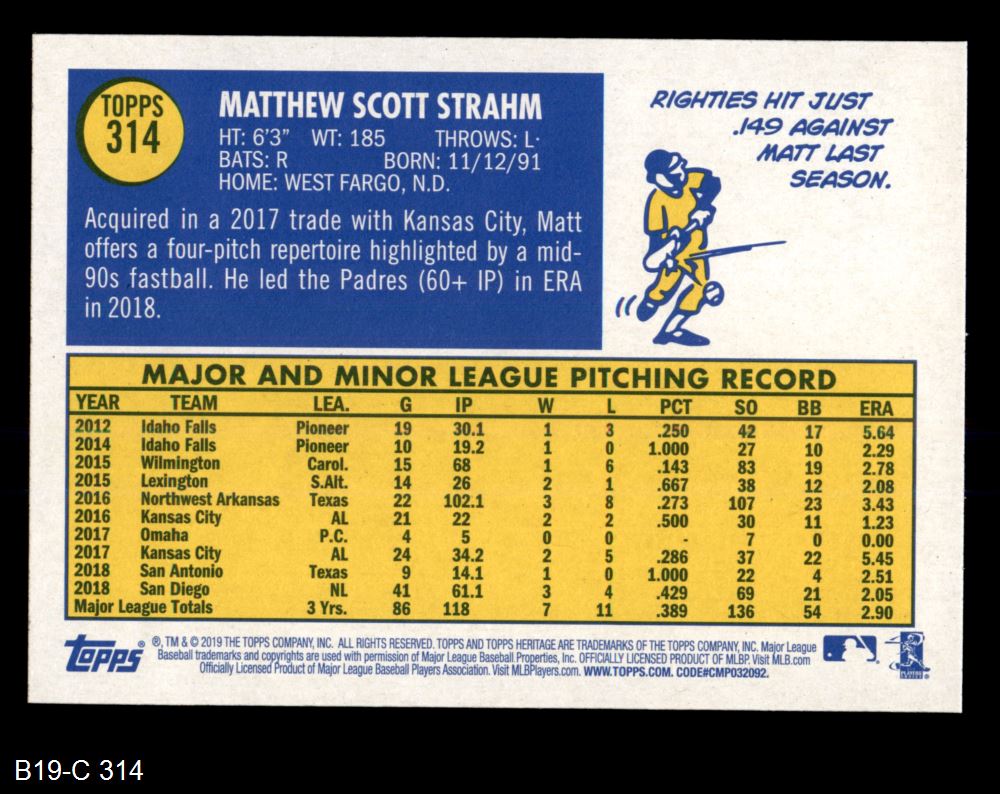 TOPPS
314
MATTHEW SCOTT STRAHM
HT: 6'3" WT: 185 THROWS: L·
BATS: R BORN: 11/12/91
HOME: WEST FARGO, N.D.
Acquired in a 2017 trade with Kansas City, Matt
offers a four-pitch repertoire highlighted by a mid-
90s fastball. He led the Padres (60+ IP) in ERA
in 2018.
RIGHTIES HIT JUST
.149 AGAINST
MATT LAST
SEASON.
MAJOR AND MINOR LEAGUE PITCHING RECORD
YEAR TEAM LEA. G IP W L PCT SO BB ERA
2012 Idaho Falls Pioneer 19 30.1 1 3 .250 42 17 5.64
2014 Idaho Falls Pioneer 10 19.2 1 0 1.000 27 10 2.29
2015 Wilmington Carol. 15 68 1 6 .143 83 19 2.78
2015 Lexington S.Alt. 14 26 2 1 .667 38 12 2.08
2016 Northwest Arkansas Texas 22 102.1 3 8 .273 107 23 3.43
2016 Kansas City AL 21 22 2 2 .500 30 11 1.23
2017 Omaha P.C. 4 5 0 0 - 7 0 0.00
2017 Kansas City AL 24 34.2 2 5 .286 37 22 5.45
2018 San Antonio Texas 9 14.1 1 0 1.000 22 4 2.51
2018 San Diego NL 41 61.1 3 4 .429 69 21 2.05
Major League Totals 3 Yrs. 86 118 7 11 .389 136 54 2.90
Topps ®, TM & © 2019 THE TOPPS COMPANY, INC. ALL RIGHTS RESERVED. TOPPS AND TOPPS HERITAGE ARE TRADEMARKS OF THE TOPPS COMPANY, INC. Major League
Baseball trademarks and copyrights are used with permission of Major League Baseball Properties, Inc. OFFICIALLY LICENSED PRODUCT OF MLBP. Visit MLB.com
Officially Licensed Product of Major League Baseball Players Association. Visit MLBPlayers.com. WWW.TOPPS.COM. CODE#CMP032092.
B19-C 314